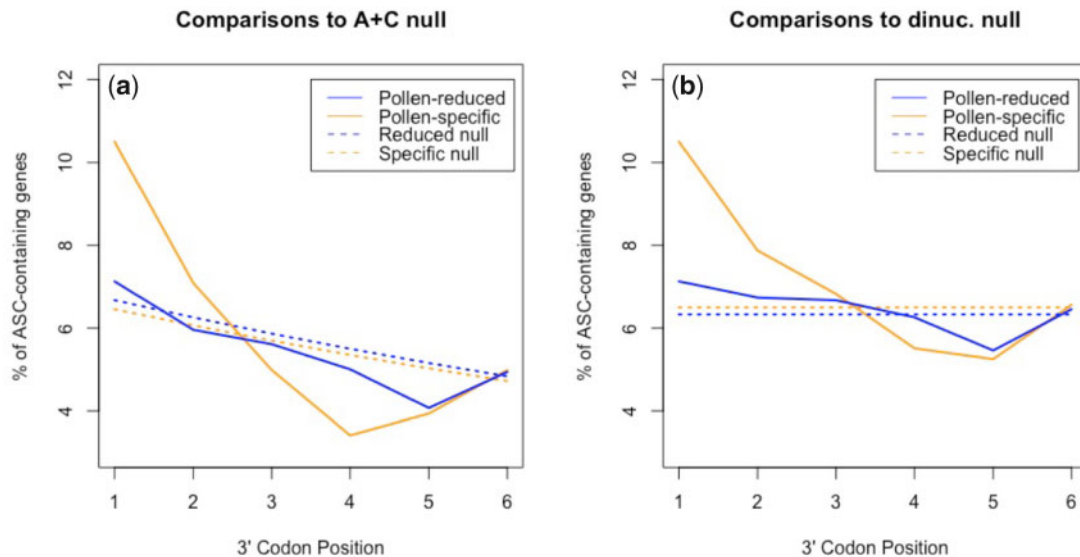 Comparisons to A+C null
(a)
Pollen-reduced
Pollen-specific
Reduced null
Specific null
12
10
8
6
4
% of ASC-containing genes
1 2 3 4 5 6
3' Codon Position
Comparisons to dinuc. null
(b)
Pollen-reduced
Pollen-specific
Reduced null
Specific null
12
10
8
6
4
% of ASC-containing genes
1 2 3 4 5 6
3' Codon Position